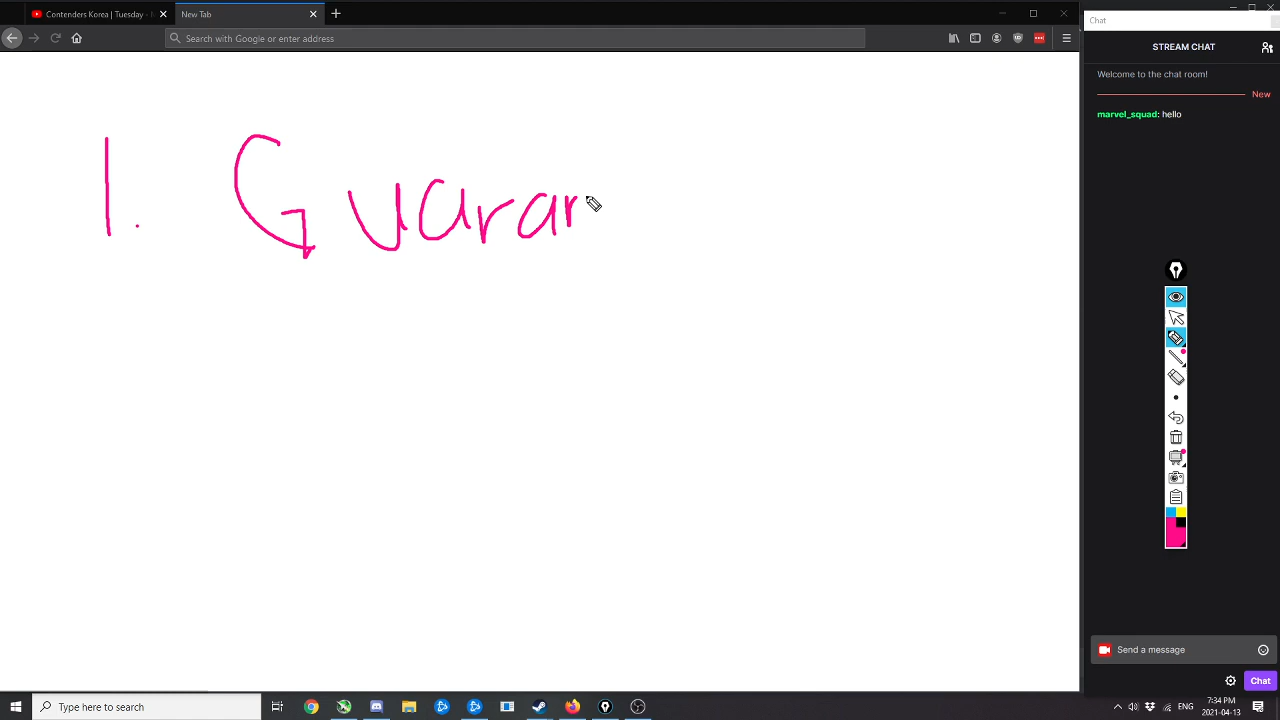 Contenders Korea | Tuesday -
New Tab
Chat
Search with Google or enter address
STREAM CHAT
Welcome to the chat room!
New
marvel_squad: hello
1. Guarar
Send a message
Chat
Type here to search
ENG
7:34 PM
2021-04-13